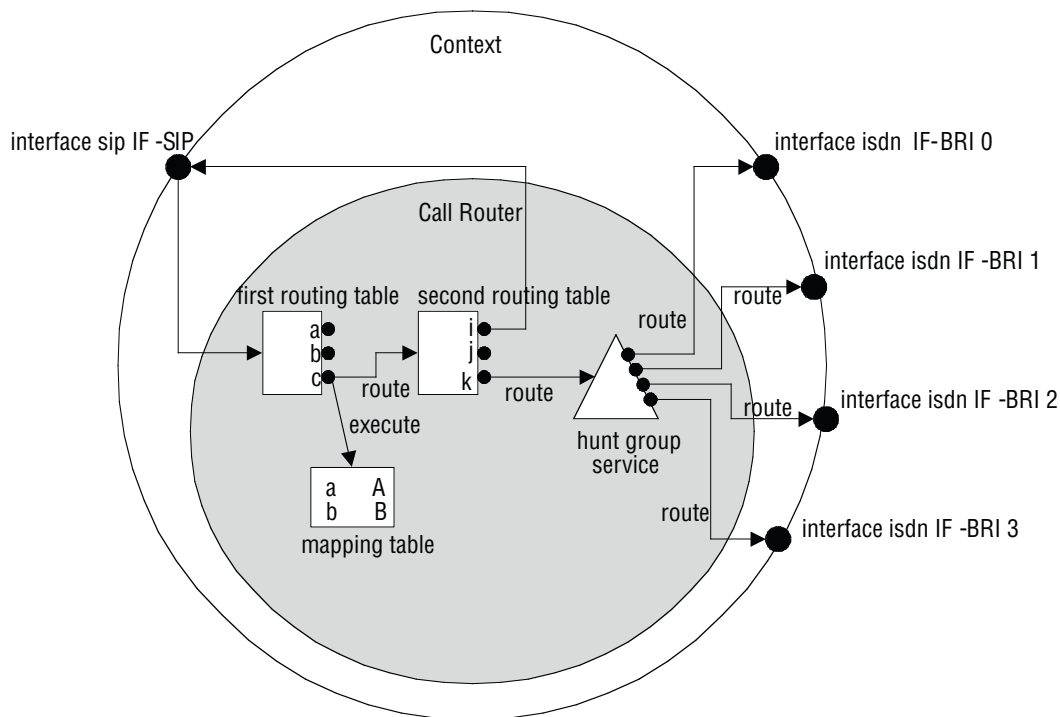 Context
interface sip IF -SIP
interface isdn IF-BRI 0
Call Router
interface isdn IF -BRI 1
route
first routing table
second routing table
route
a
b
c
i
j
k
route
route
execute
interface isdn IF -BRI 2
route
hunt group
service
a A
b B
mapping table
route
interface isdn IF -BRI 3